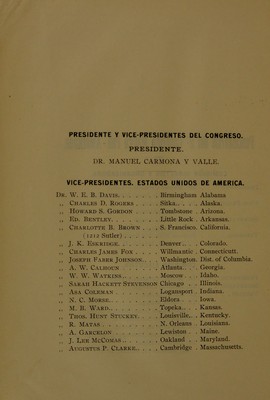 PRESIDENTE Y VICE-PRESIDENTES DEL CONGRESO.
PRESIDENTE.
DR. MANUEL CARMONA Y VALLE.
VICE-PRESIDENTES. ESTADOS UNIDOS DE AMERICA.
DR. W. E. B. DAVIS. . . . . . Birmingham Alabama
„ CHARLES D. ROGERS . . . . Sitka. . Alaska.
„ HOWARD S. GORDON . . . . Tombstone Arizona.
„ ED. BENTLEY. . . . . . . Little Rock Arkansas.
„ CHARLOTTE B. BROWN . . . S. Francisco. California.
(1212 Sutler) . . . .
„ J. K. ESKRIDGE. . . . . . Denver. . Colorado.
„ CHARLES JAMES FOX . . . . Willmantic Connecticutt.
„ JOSEPH FABER JOHNSON. . . . Washington Dist. of Columbia.
„ A. W. CALHOUN . . . . . Atlanta. . Georgia.
„ W. W. WATKINS . . . . . Moscow . . Idaho.
„ SARAH HACKETT STEVENSON Chicago . . Illinois.
„ ASA COLEMAN . . . . . . Logansport Indiana.
„ N. C. MORSE. . . . . . . Eldora . . Iowa.
„ M. B. WARD. . . . . . . Topeka. . Kansas.
„ THOS. HUNT STUCKEY. . . . Louisville. . Kentucky.
„ R. MATAS . . . . . . . N. Orleans Louisiana.
„ A. GARCELON . . . . . . Lewiston . Maine.
„ J. LEE MCCOMAS. . . . . . Oakland . . Maryland.
„ AUGUSTUS P. CLARKE. . . . Cambridge Massachusetts.